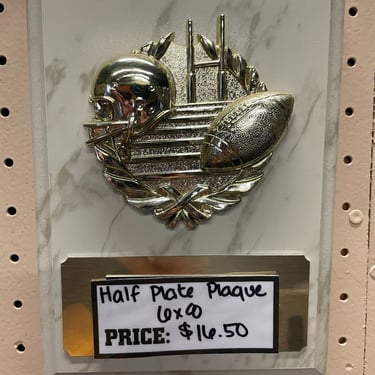 Half Plate Plaque
6x8
PRICE: $16.50